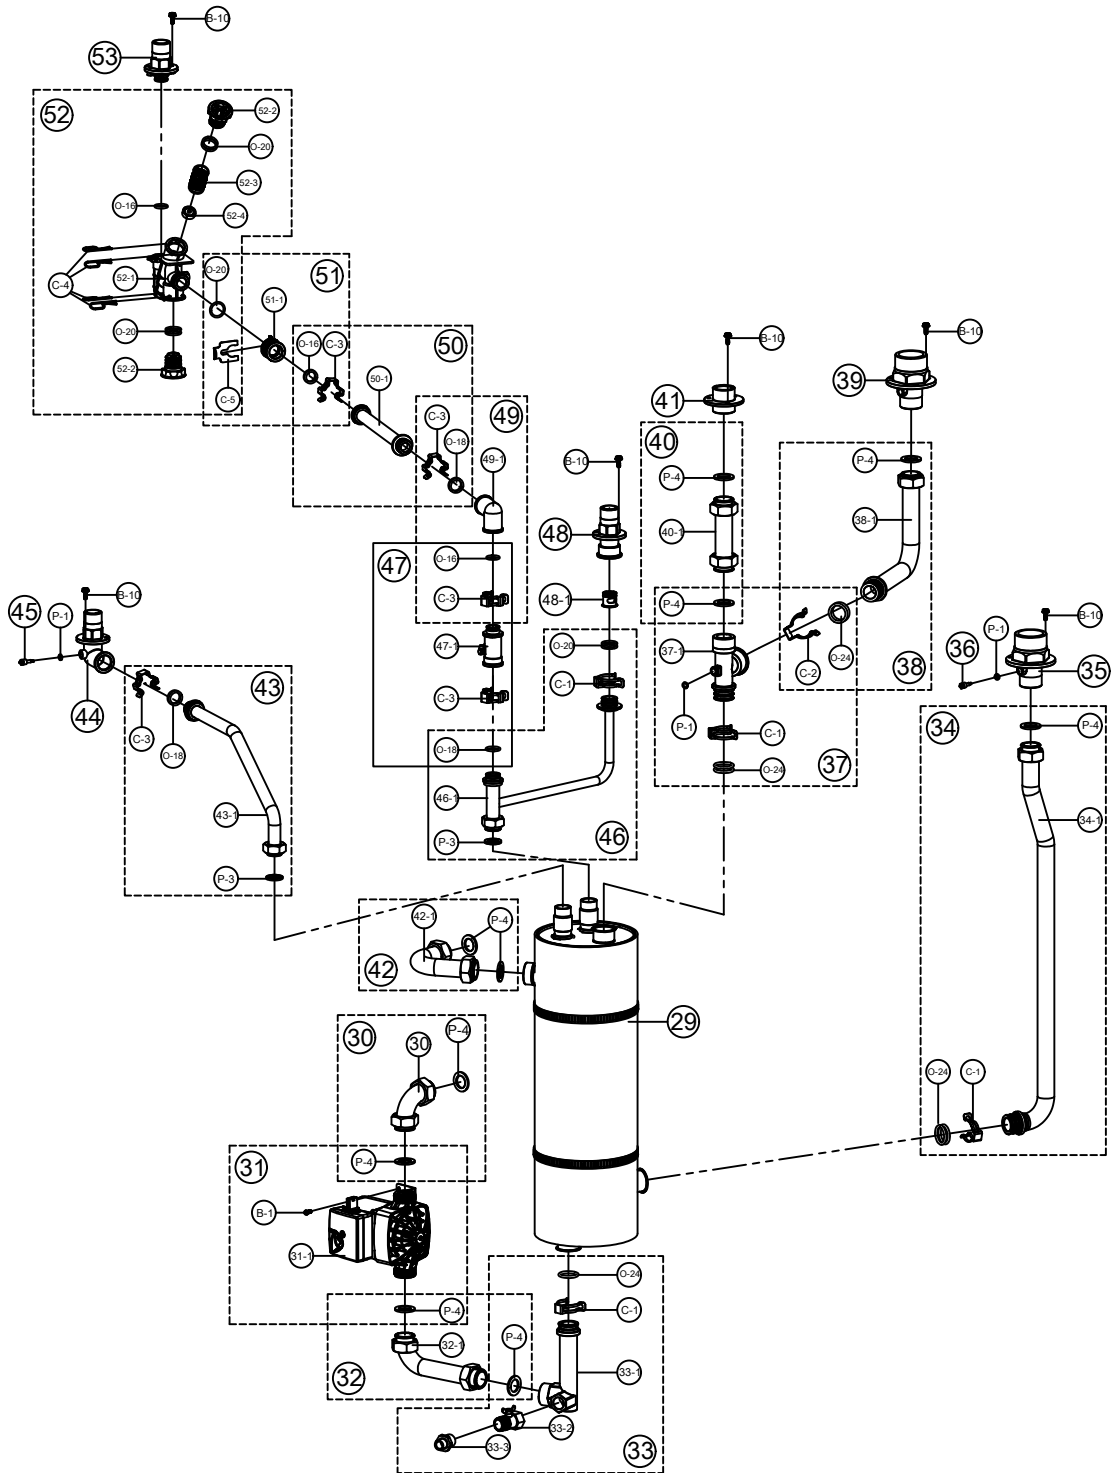 B-10
53
52
52-2
O-20
52-3
O-16
52-4
C-4
52-1
O-20
51
51-1
O-20
52-2
C-5
O-16
C-3
50
50-1
C-3
49
O-18
49-1
B-10
48
O-16
47
C-3
48-1
47-1
O-20
C-1
C-3
O-18
46-1
P-3
46
B-10
41
40
P-4
40-1
P-4
37-1
P-1
C-1
O-24
37
B-10
39
P-4
38-1
O-24
C-2
38
B-10
P-1
36
35
34
P-4
34-1
O-24
C-1
45
P-1
B-10
44
C-3
O-18
43
43-1
P-3
42-1
P-4
42
29
30
30
P-4
31
P-4
B-1
31-1
P-4
32-1
32
P-4
O-24
C-1
33-1
33-2
33-3
33